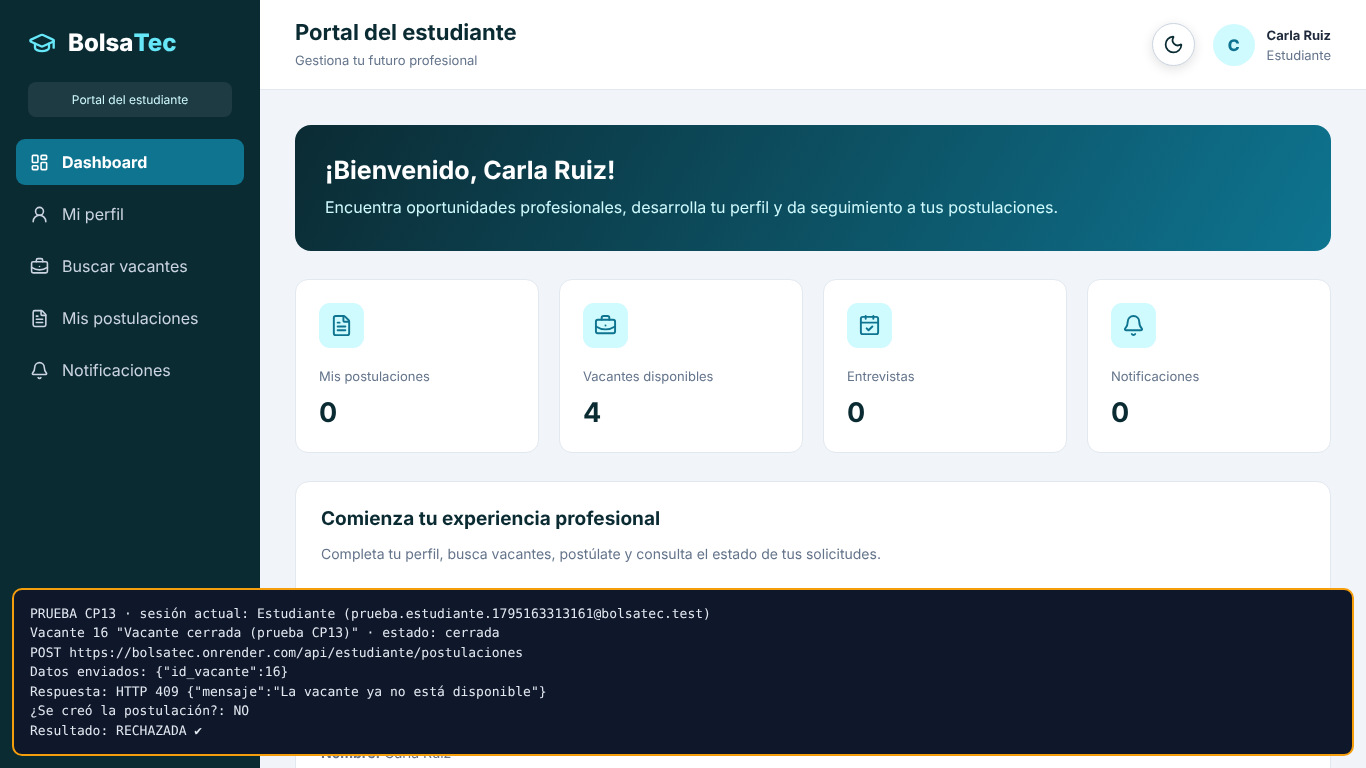 BolsaTec
Portal del estudiante
Dashboard
Mi perfil
Buscar vacantes
Mis postulaciones
Notificaciones
Portal del estudiante
Gestiona tu futuro profesional
C
Carla Ruiz
Estudiante
¡Bienvenido, Carla Ruiz!
Encuentra oportunidades profesionales, desarrolla tu perfil y da seguimiento a tus postulaciones.
Mis postulaciones
0
Vacantes disponibles
4
Entrevistas
0
Notificaciones
0
Comienza tu experiencia profesional
Completa tu perfil, busca vacantes, postúlate y consulta el estado de tus solicitudes.
PRUEBA CP13 · sesión actual: Estudiante (prueba.estudiante.1795163313161@bolsatec.test)
Vacante 16 "Vacante cerrada (prueba CP13)" · estado: cerrada
POST https://bolsatec.onrender.com/api/estudiante/postulaciones
Datos enviados: {"id_vacante":16}
Respuesta: HTTP 409 {"mensaje":"La vacante ya no está disponible"}
¿Se creó la postulación?: NO
Resultado: RECHAZADA ✔
Nombre: Carla Ruiz